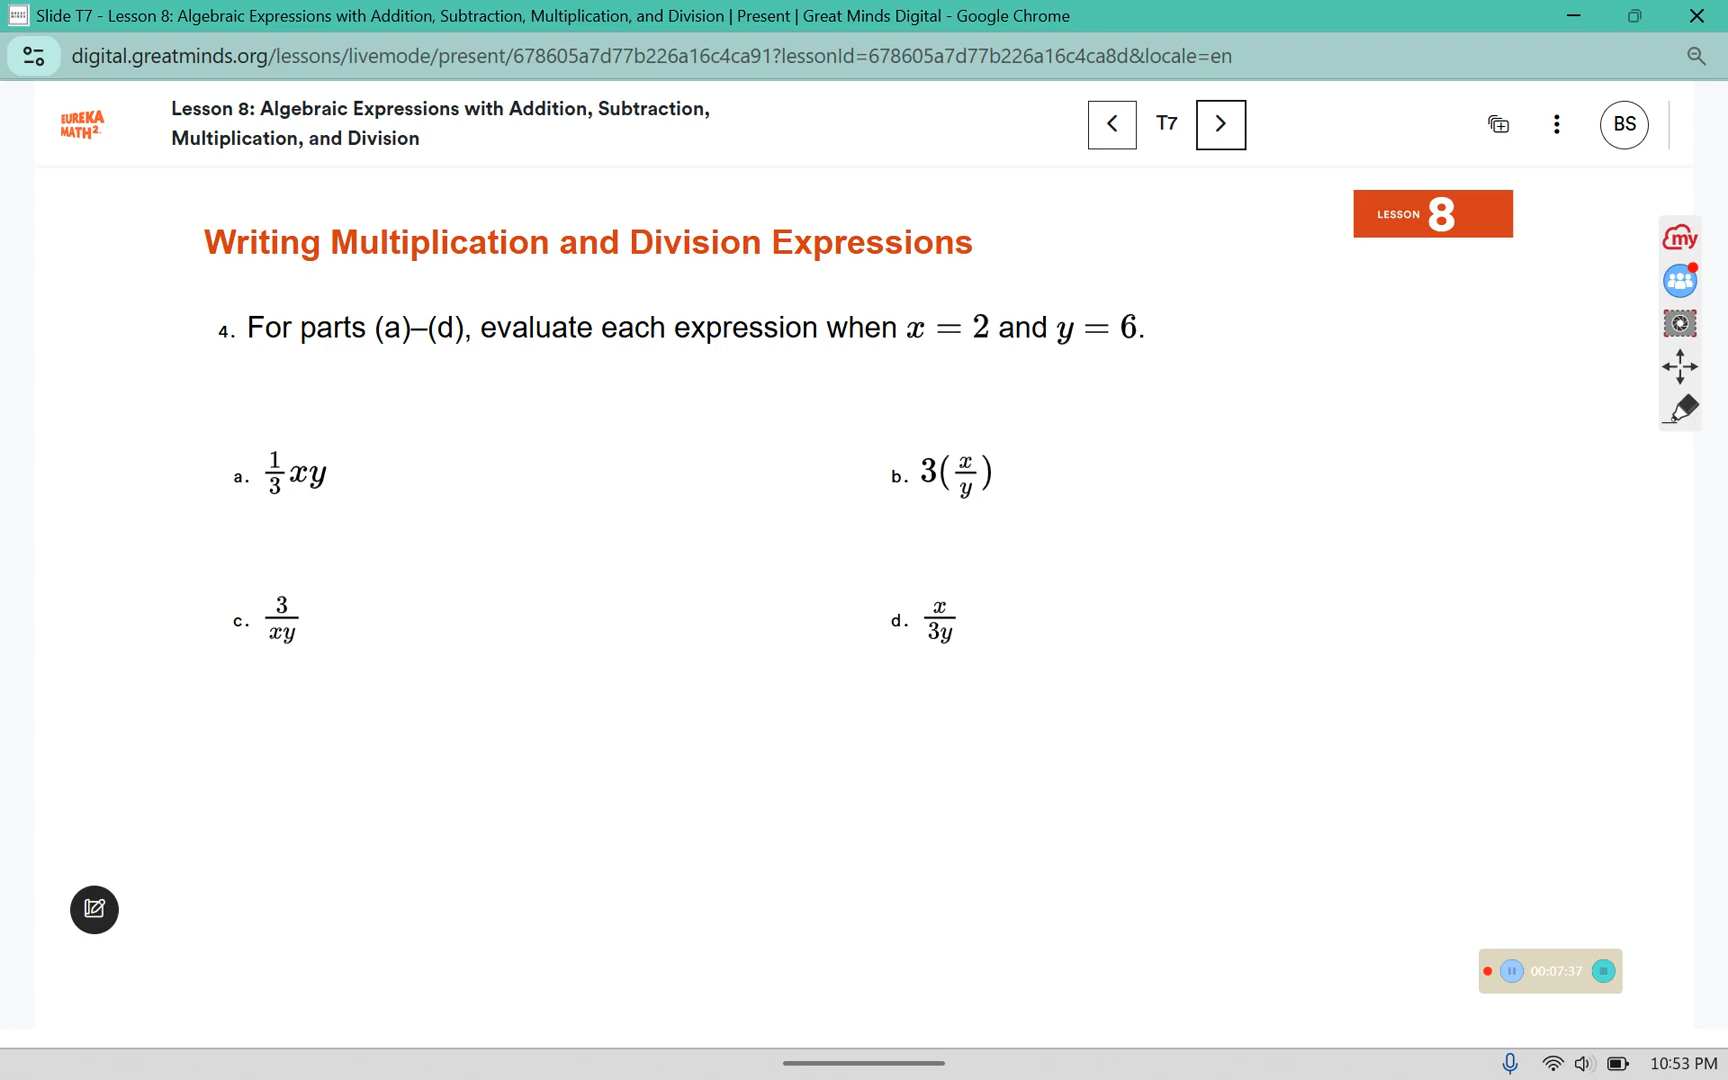 Slide T7 - Lesson 8: Algebraic Expressions with Addition, Subtraction, Multiplication, and Division | Present | Great Minds Digital - Google Chrome
digital.greatminds.org/lessons/livemode/present/678605a7d77b226a16c4ca91?lessonId=678605a7d77b226a16c4ca8d&locale=en
EUREKA
MATH²
Lesson 8: Algebraic Expressions with Addition, Subtraction,
Multiplication, and Division
T7
BS
LESSON 8
my
Writing Multiplication and Division Expressions
4. For parts (a)–(d), evaluate each expression when x = 2 and y = 6.
a. 1/3 xy
b. 3(x/y)
c. 3/xy
d. x/3y
00:07:37
10:53 PM